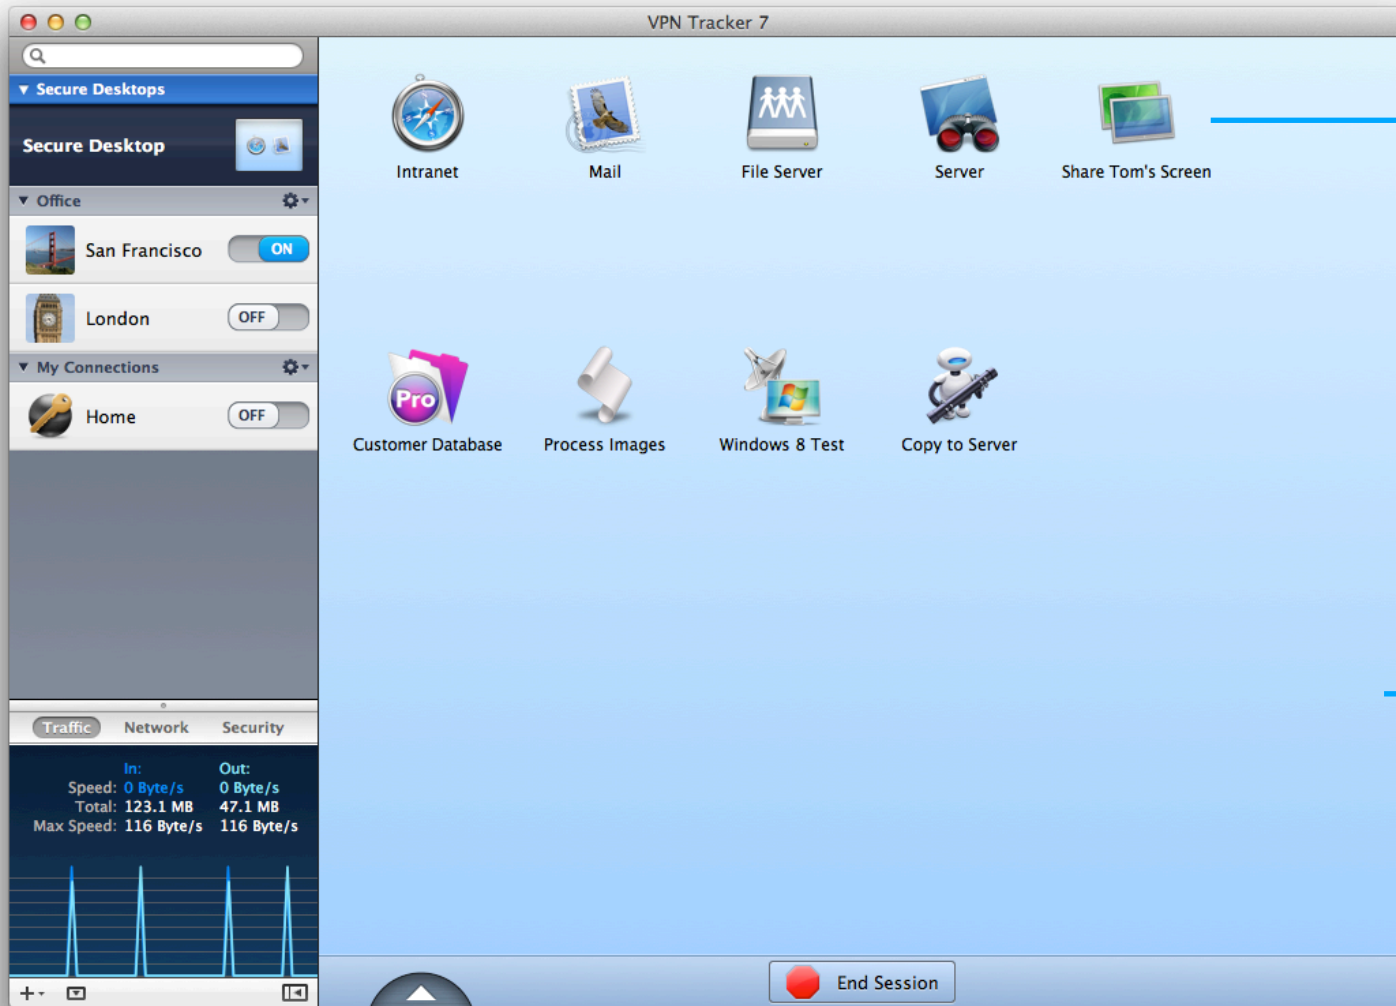 VPN Tracker 7
Secure Desktops
Secure Desktop
Office
San Francisco ON
London OFF
My Connections
Home OFF
Intranet Mail File Server Server Share Tom's Screen
Pro
Customer Database Process Images Windows 8 Test Copy to Server
Traffic Network Security
In: Out:
Speed: 0 Byte/s 0 Byte/s
Total: 123.1 MB 47.1 MB
Max Speed: 116 Byte/s 116 Byte/s
End Session